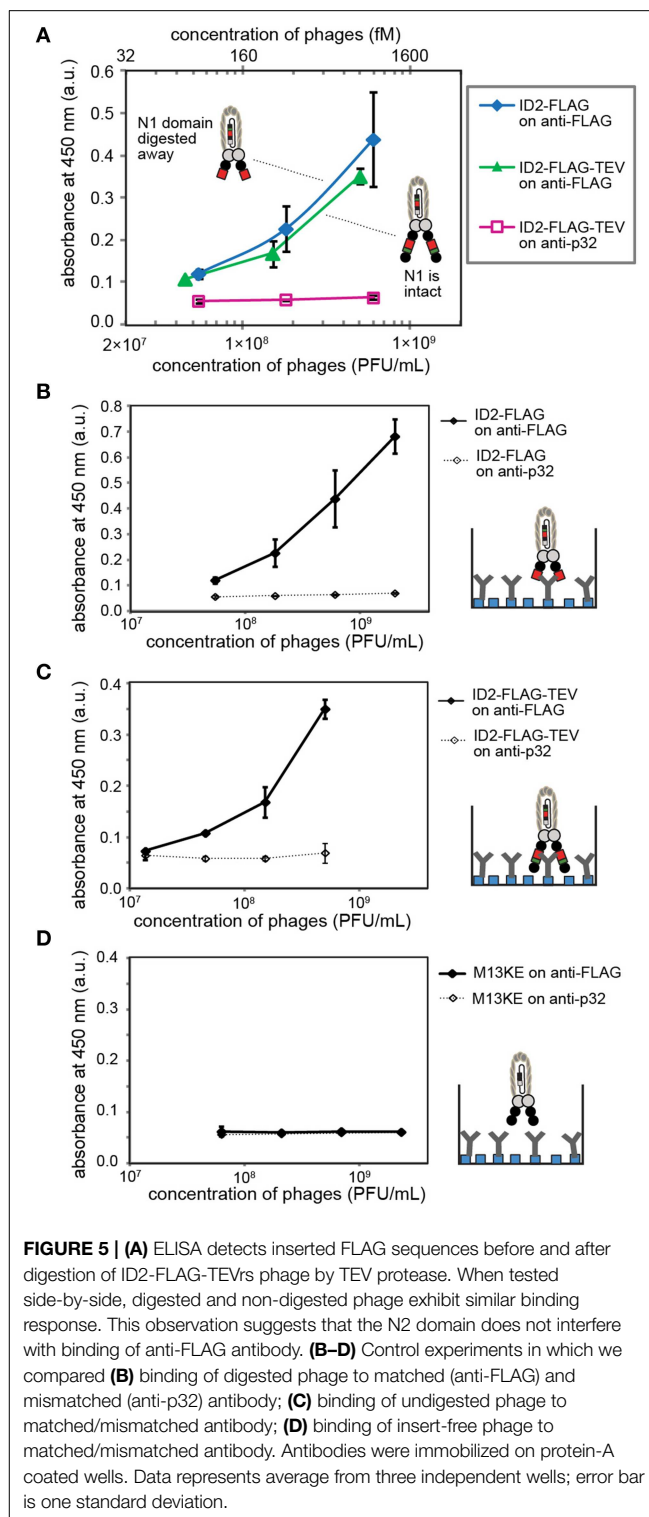 A
concentration of phages (fM)
32 160 1600
absorbance at 450 nm (a.u.)
0.6
0.5
0.4
0.3
0.2
0.1
0.0
N1 domain
digested
away
N1 is
intact
2×10⁷ 1×10⁸ 1×10⁹
concentration of phages (PFU/mL)
ID2-FLAG
on anti-FLAG
ID2-FLAG-TEV
on anti-FLAG
ID2-FLAG-TEV
on anti-p32
B
absorbance at 450 nm (a.u.)
0.8
0.7
0.6
0.5
0.4
0.3
0.2
0.1
0.0
10⁷ 10⁸ 10⁹
concentration of phages (PFU/mL)
ID2-FLAG
on anti-FLAG
ID2-FLAG
on anti-p32
C
absorbance at 450 nm (a.u.)
0.4
0.3
0.2
0.1
0.0
10⁷ 10⁸ 10⁹
concentration of phages (PFU/mL)
ID2-FLAG-TEV
on anti-FLAG
ID2-FLAG-TEV
on anti-p32
D
absorbance at 450 nm (a.u.)
0.4
0.3
0.2
0.1
0.0
10⁷ 10⁸ 10⁹
concentration of phages (PFU/mL)
M13KE on anti-FLAG
M13KE on anti-p32
FIGURE 5 | (A) ELISA detects inserted FLAG sequences before and after
digestion of ID2-FLAG-TEVrs phage by TEV protease. When tested
side-by-side, digested and non-digested phage exhibit similar binding
response. This observation suggests that the N2 domain does not interfere
with binding of anti-FLAG antibody. (B–D) Control experiments in which we
compared (B) binding of digested phage to matched (anti-FLAG) and
mismatched (anti-p32) antibody; (C) binding of undigested phage to
matched/mismatched antibody; (D) binding of insert-free phage to
matched/mismatched antibody. Antibodies were immobilized on protein-A
coated wells. Data represents average from three independent wells; error bar
is one standard deviation.